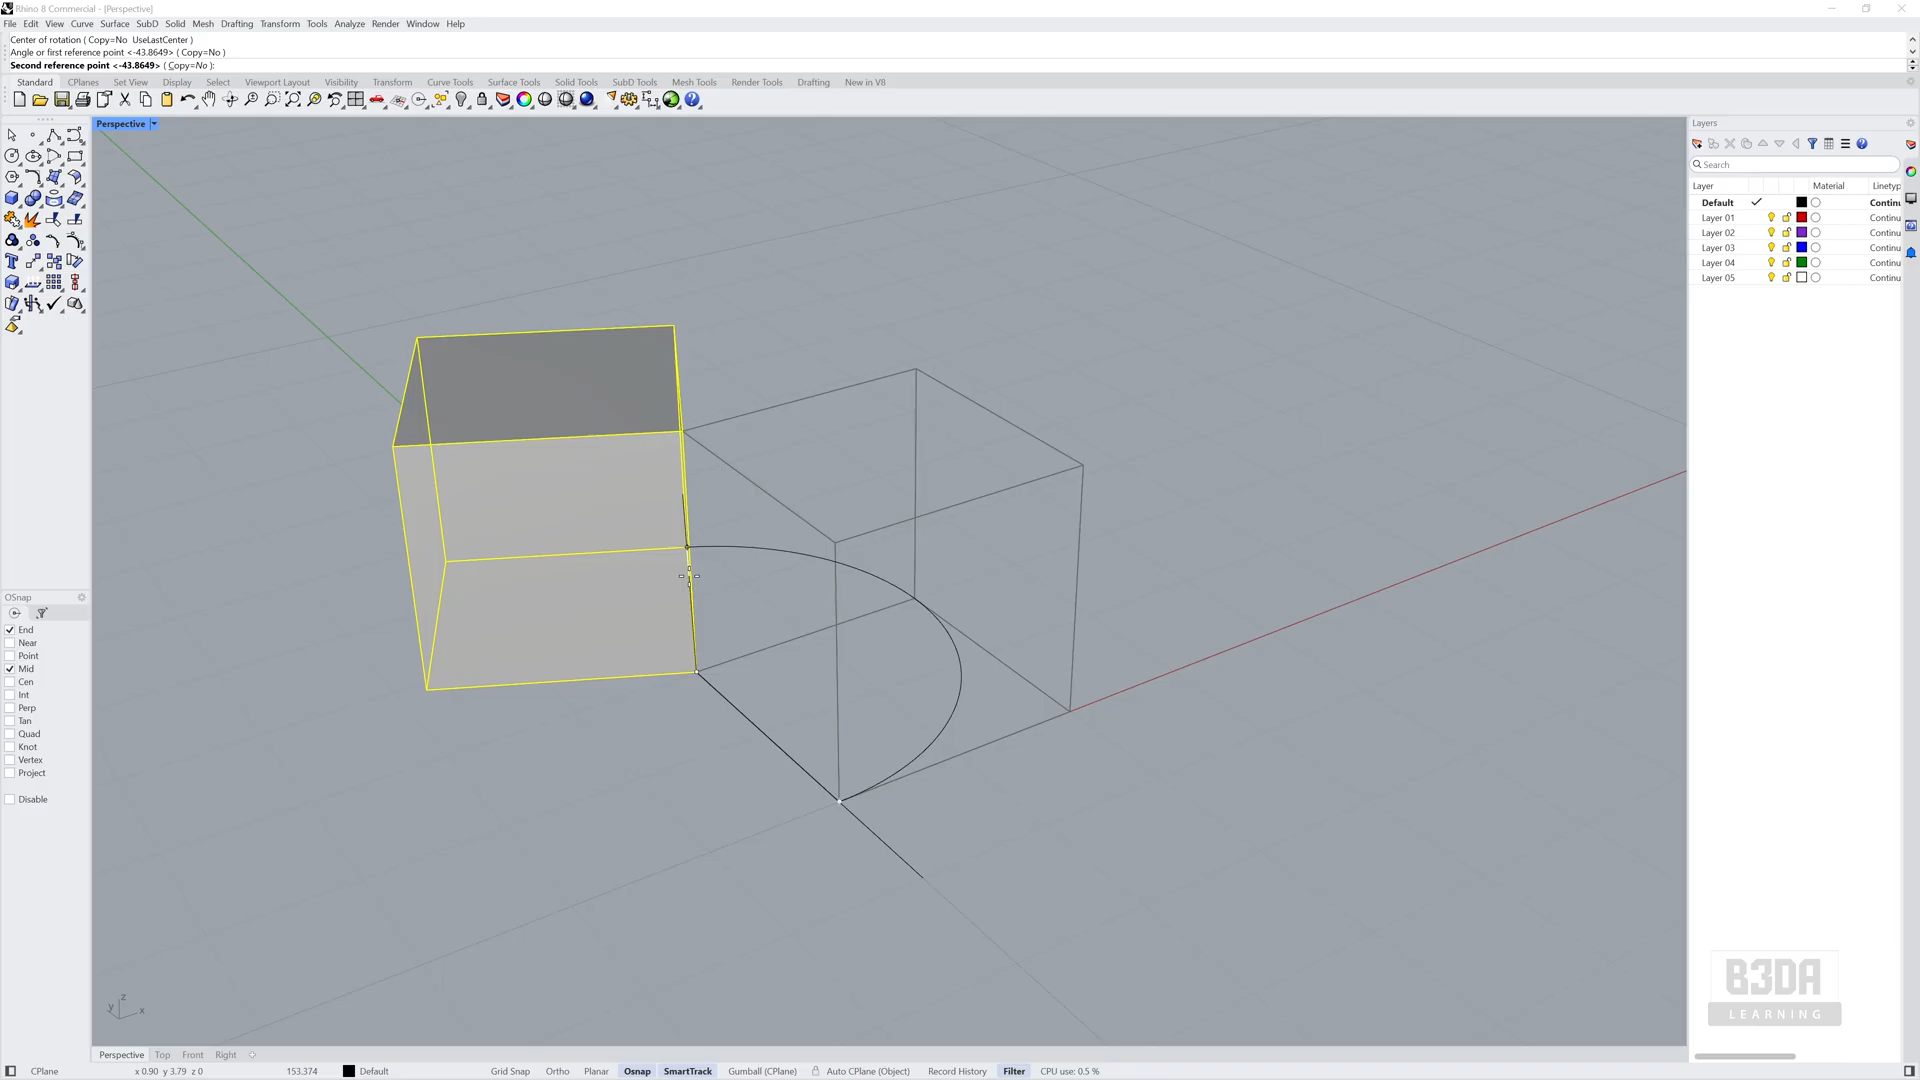 Rhino 8 Commercial - [Perspective]
File Edit View Curve Surface SubD Solid Mesh Drafting Transform Tools Analyze Render Window Help
Center of rotation ( Copy=No UseLastCenter )
Angle or first reference point <-43.8649> ( Copy=No )
Second reference point <-43.8649> ( Copy=No ):
Standard CPlanes Set View Display Select Viewport Layout Visibility Transform Curve Tools Surface Tools Solid Tools SubD Tools Mesh Tools Render Tools Drafting New in V8
Perspective
Layers
Search
Layer Material Linetyp
Default Continu
Layer 01 Continu
Layer 02 Continu
Layer 03 Continu
Layer 04 Continu
Layer 05 Continu
OSnap
End
Near
Point
Mid
Cen
Int
Perp
Tan
Quad
Knot
Vertex
Project
Disable
z
y
x
B3DA
LEARNING
Perspective Top Front Right
CPlane x 0.90 y 3.79 z 0 153.374 Default Grid Snap Ortho Planar Osnap SmartTrack Gumball (CPlane) Auto CPlane (Object) Record History Filter CPU use: 0.5 %